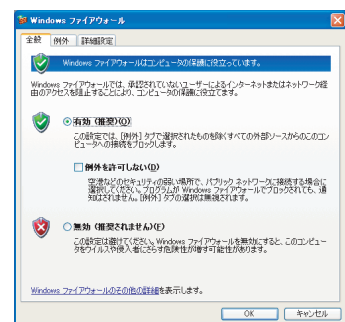 Windows ファイアウォール
全般 例外 詳細設定
Windows ファイアウォールはコンピュータの保護に役立っています。
Windows ファイアウォールでは、承認されていないユーザーによるインターネットまたはネットワーク経
由のアクセスを阻止することにより、コンピュータの保護に役立てます。
有効 (推奨)(O)
この設定では、[例外] タブで選択されたものを除くすべての外部ソースからのこのコン
ピュータへの接続をブロックします。
例外を許可しない(D)
空港などのセキュリティの弱い場所で、パブリック ネットワークに接続する場合に
選択してください。プログラムが Windows ファイアウォールでブロックされても、通
知はされません。[例外] タブの選択は無視されます。
無効 (推奨されません)(F)
この設定は避けてください。Windows ファイアウォールを無効にすると、このコンピュー
タをウイルスや侵入者にさらす危険性が増す可能性があります。
Windows ファイアウォールのその他の詳細を表示します。
OK キャンセル